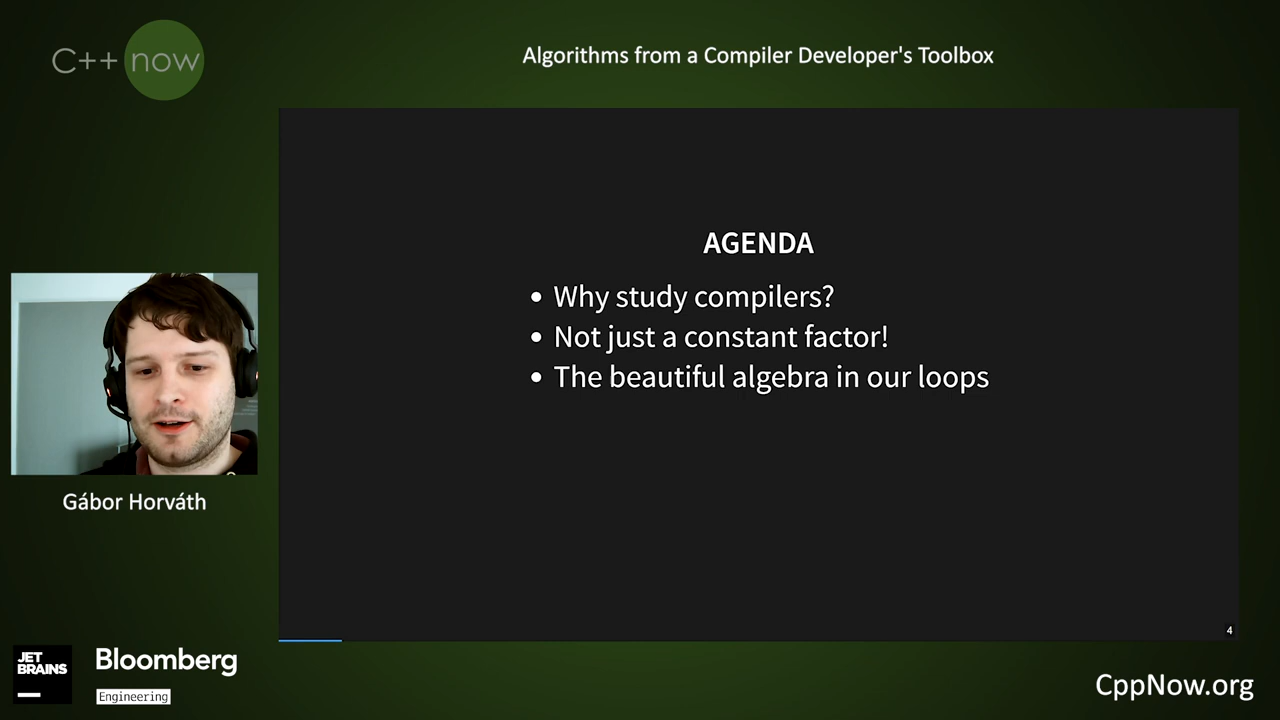 C++ now
Algorithms from a Compiler Developer's Toolbox
AGENDA
• Why study compilers?
• Not just a constant factor!
• The beautiful algebra in our loops
Gábor Horváth
4
JET
BRAINS
Bloomberg
Engineering
CppNow.org